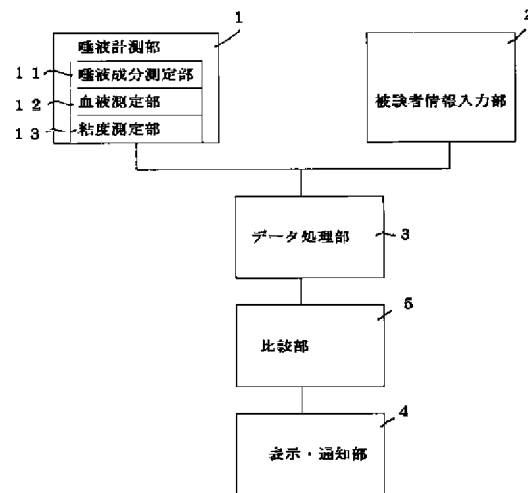 1
唾液計測部
11
唾液成分測定部
12
血液測定部
13
粘度測定部
2
被験者情報入力部
データ処理部
3
5
比較部
4
表示・通知部